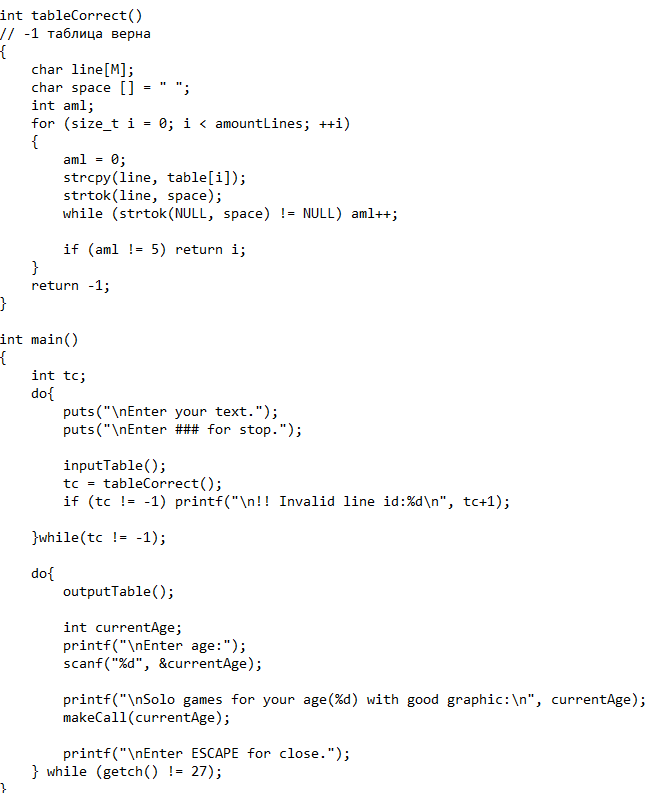 int tableCorrect()
// -1 таблица верна
{
    char line[M];
    char space [] = " ";
    int aml;
    for (size_t i = 0; i < amountLines; ++i)
    {
        aml = 0;
        strcpy(line, table[i]);
        strtok(line, space);
        while (strtok(NULL, space) != NULL) aml++;

        if (aml != 5) return i;
    }
    return -1;
}

int main()
{
    int tc;
    do{
        puts("\nEnter your text.");
        puts("\nEnter ### for stop.");

        inputTable();
        tc = tableCorrect();
        if (tc != -1) printf("\n!! Invalid line id:%d\n", tc+1);

    }while(tc != -1);

    do{
        outputTable();

        int currentAge;
        printf("\nEnter age:");
        scanf("%d", &currentAge);

        printf("\nSolo games for your age(%d) with good graphic:\n", currentAge);
        makeCall(currentAge);

        printf("\nEnter ESCAPE for close.");
    } while (getch() != 27);
}